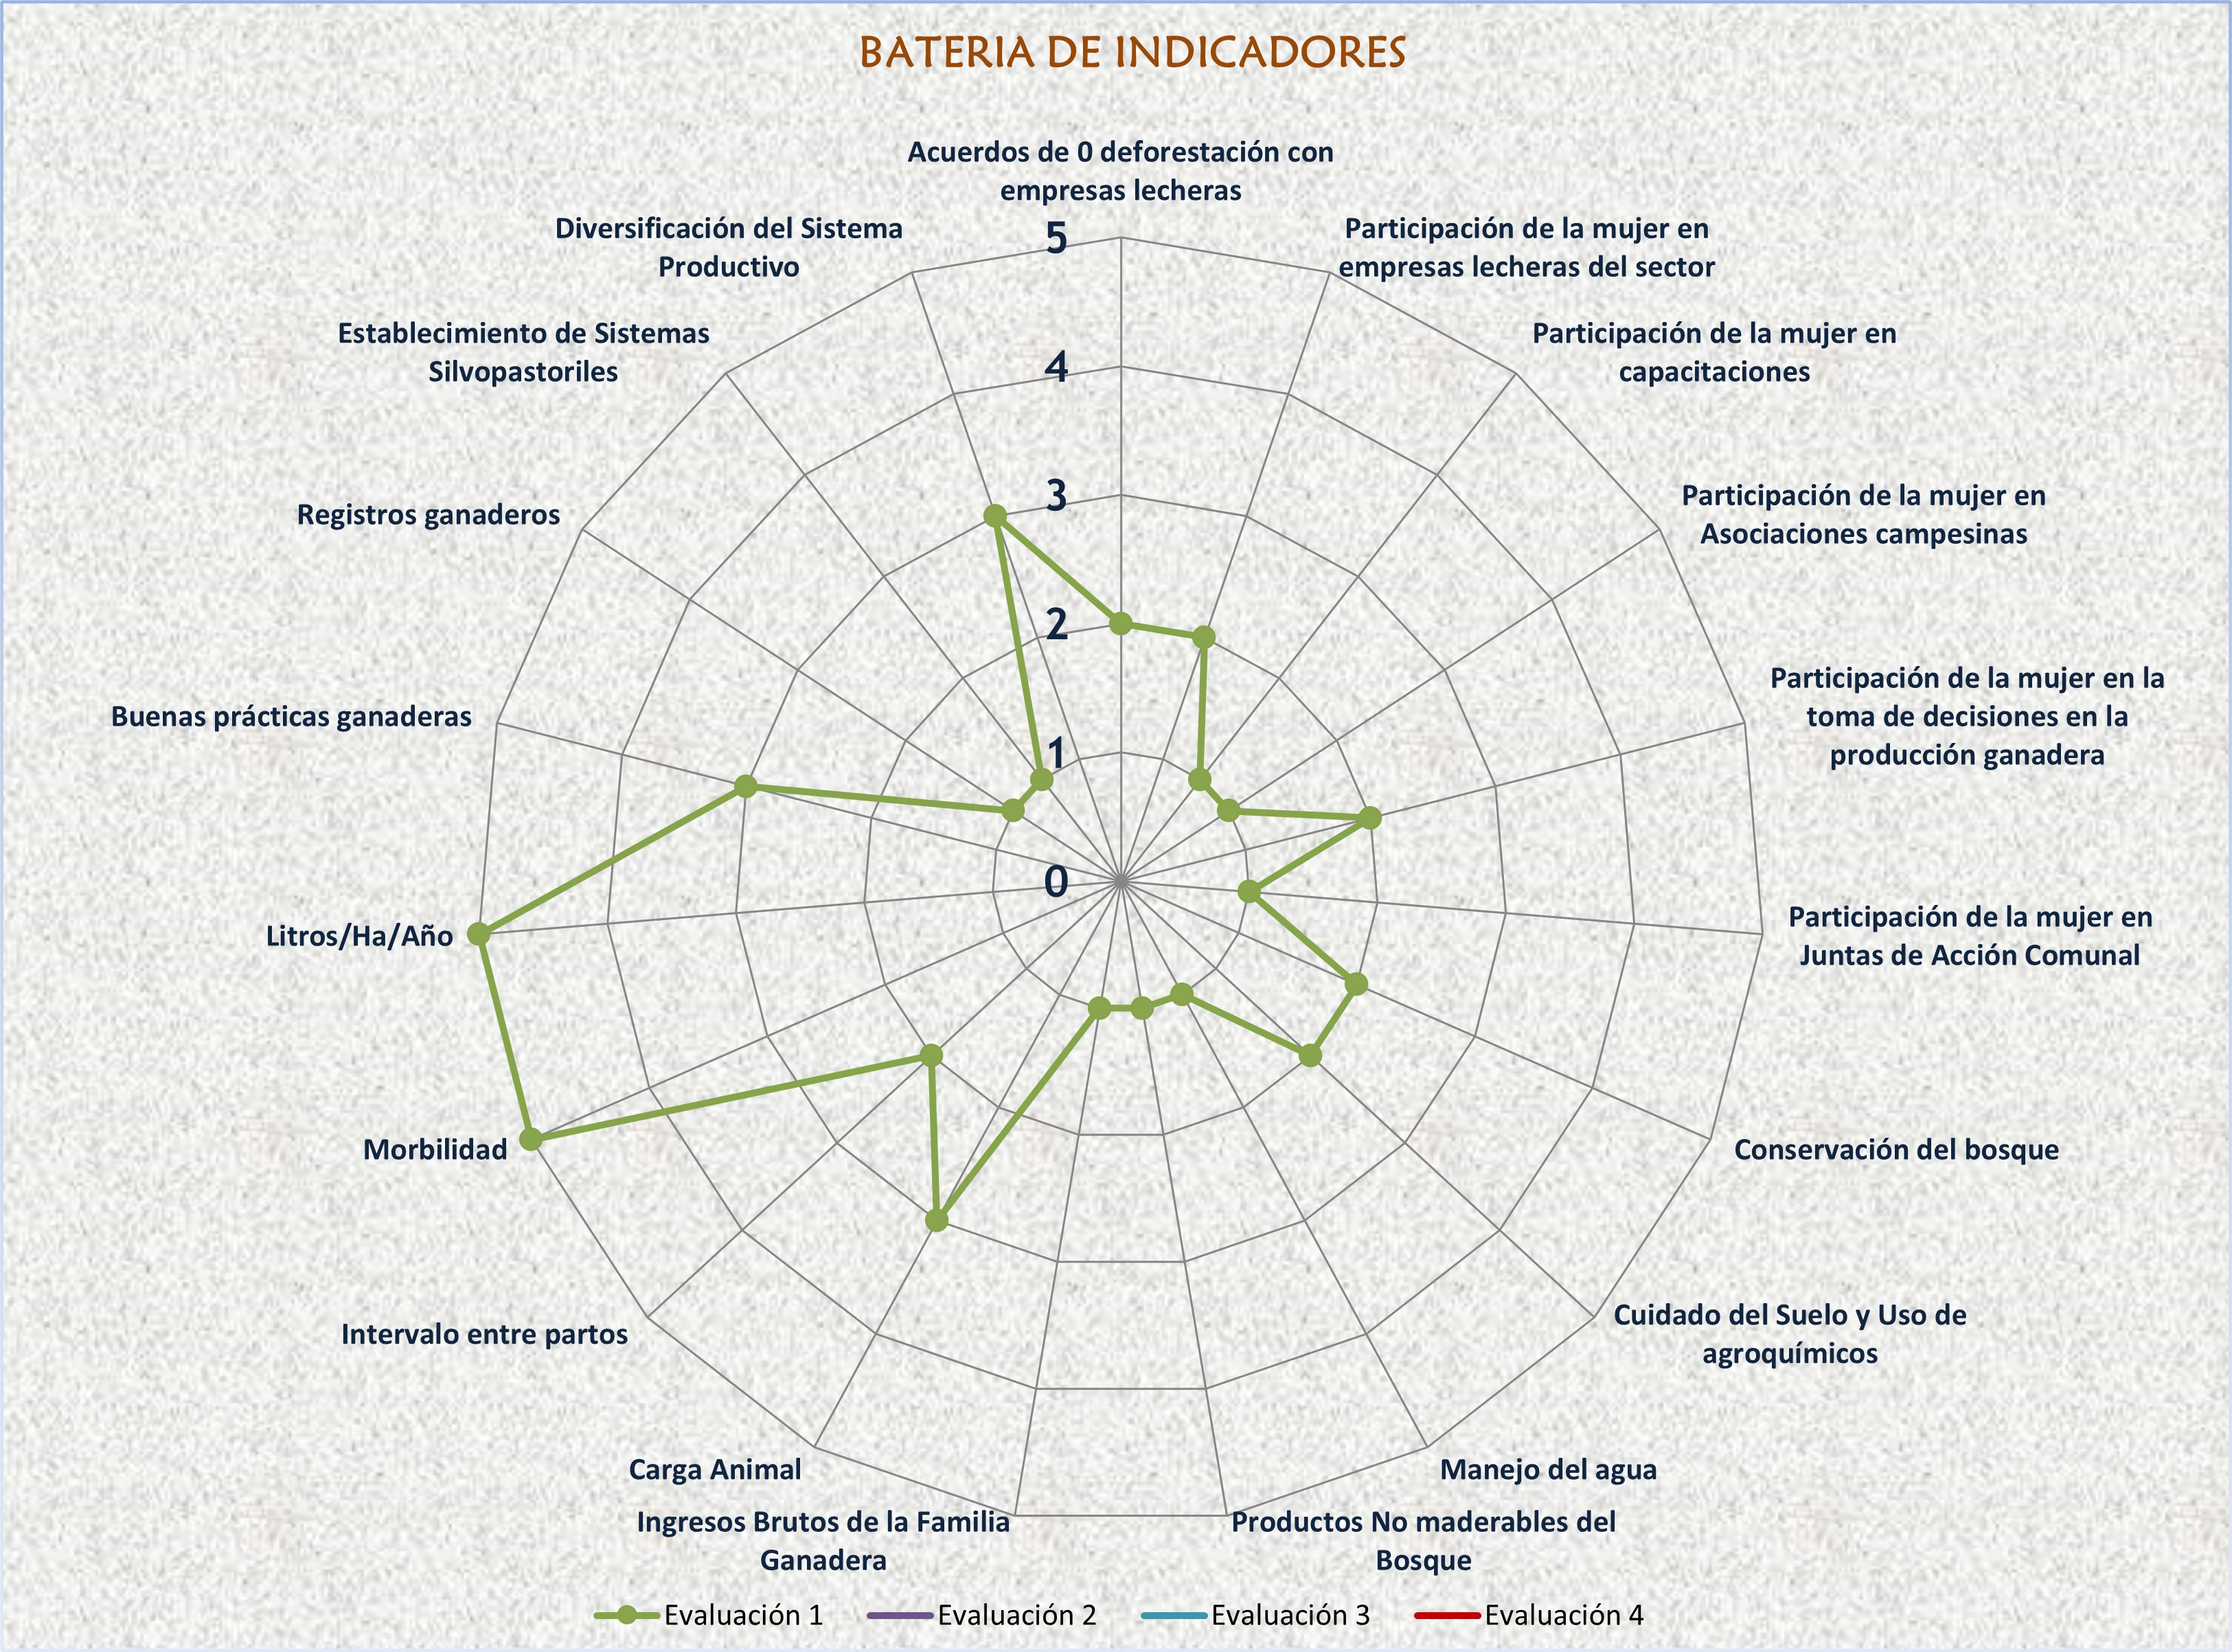 BATERIA DE INDICADORES
Acuerdos de 0 deforestación con
empresas lecheras
Participación de la mujer en
empresas lecheras del sector
Participación de la mujer en
capacitaciones
Participación de la mujer en
Asociaciones campesinas
Participación de la mujer en la
toma de decisiones en la
producción ganadera
Participación de la mujer en
Juntas de Acción Comunal
Conservación del bosque
Cuidado del Suelo y Uso de
agroquímicos
Manejo del agua
Productos No maderables del
Bosque
Ingresos Brutos de la Familia
Ganadera
Carga Animal
Intervalo entre partos
Morbilidad
Litros/Ha/Año
Buenas prácticas ganaderas
Registros ganaderos
Establecimiento de Sistemas
Silvopastoriles
Diversificación del Sistema
Productivo
5
4
3
2
1
0
Evaluación 1
Evaluación 2
Evaluación 3
Evaluación 4